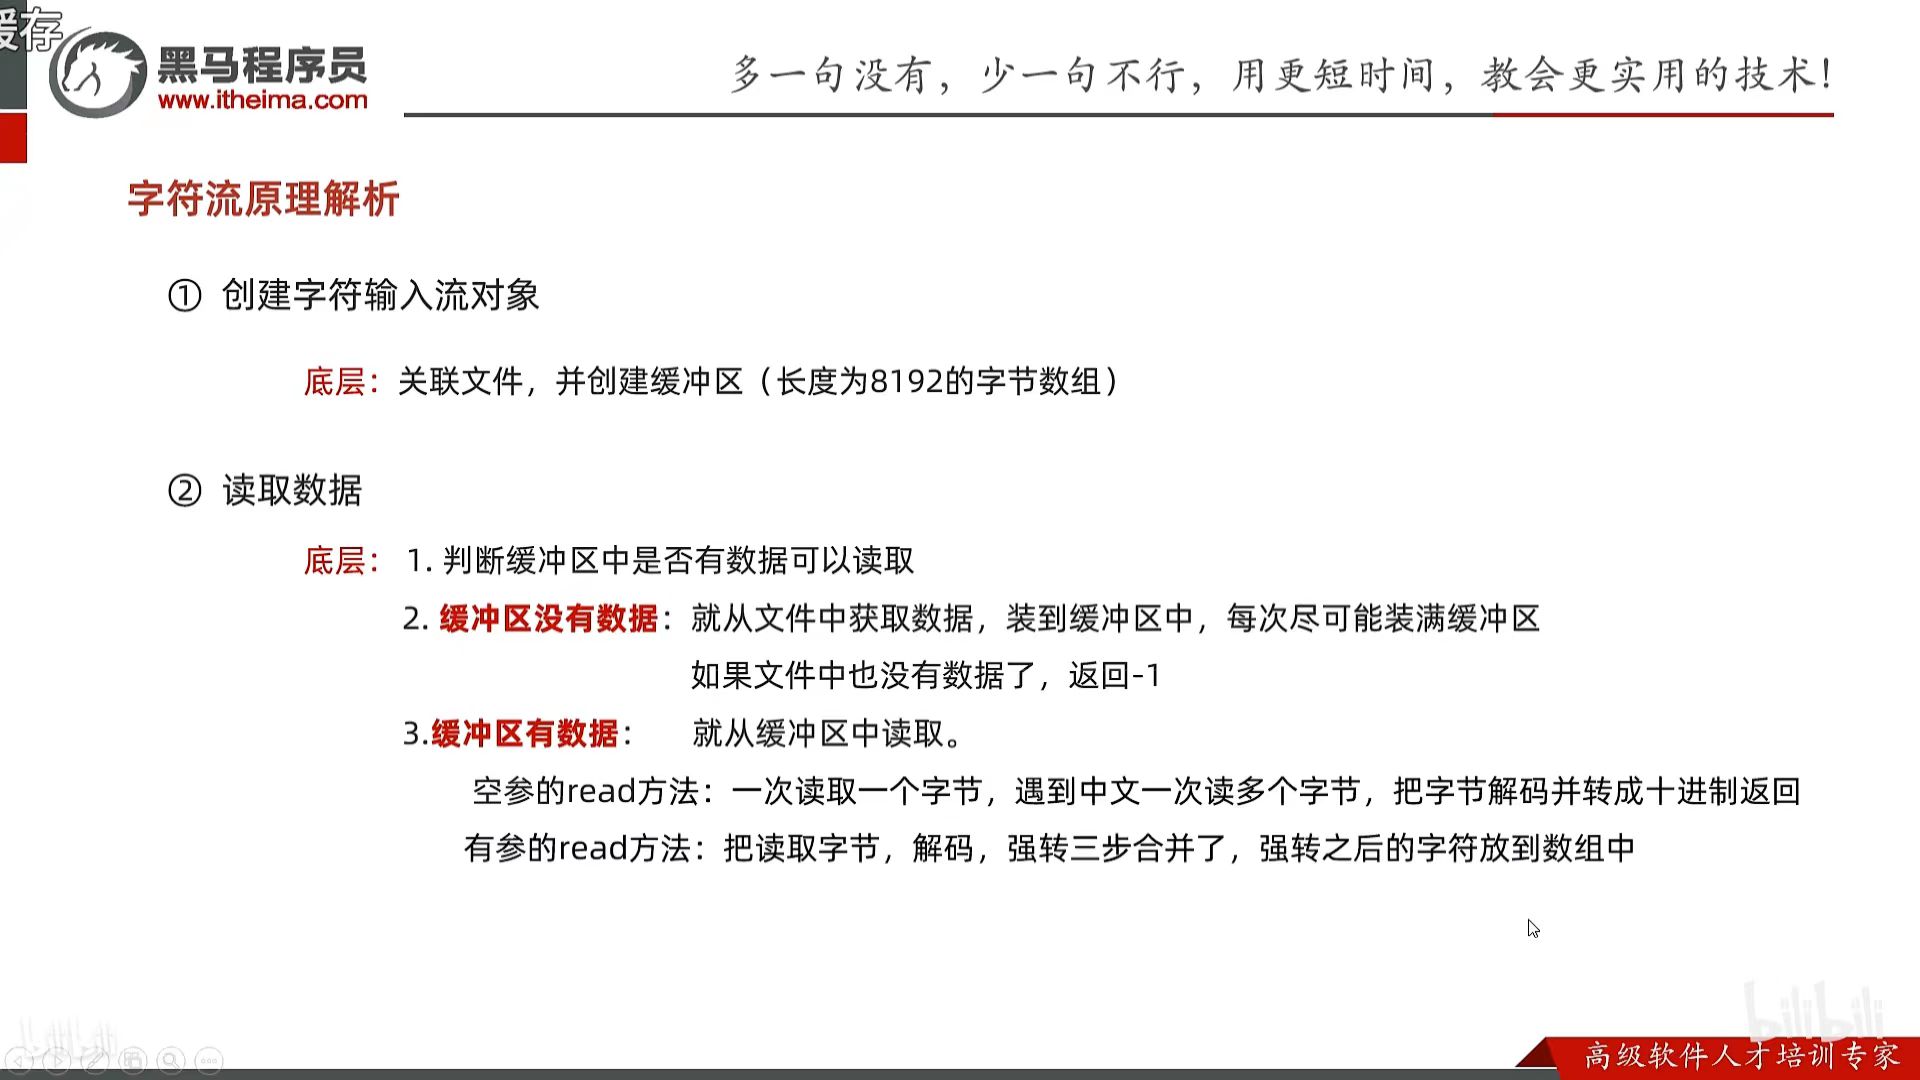 缓存
黑马程序员
www.itheima.com
多一句没有，少一句不行，用更短时间，教会更实用的技术！
字符流原理解析
① 创建字符输入流对象
底层：关联文件，并创建缓冲区（长度为8192的字节数组）
② 读取数据
底层： 1. 判断缓冲区中是否有数据可以读取
2. 缓冲区没有数据：就从文件中获取数据，装到缓冲区中，每次尽可能装满缓冲区
如果文件中也没有数据了，返回-1
3.缓冲区有数据： 就从缓冲区中读取。
空参的read方法：一次读取一个字节，遇到中文一次读多个字节，把字节解码并转成十进制返回
有参的read方法：把读取字节，解码，强转三步合并了，强转之后的字符放到数组中
bilibili
高级软件人才培训专家